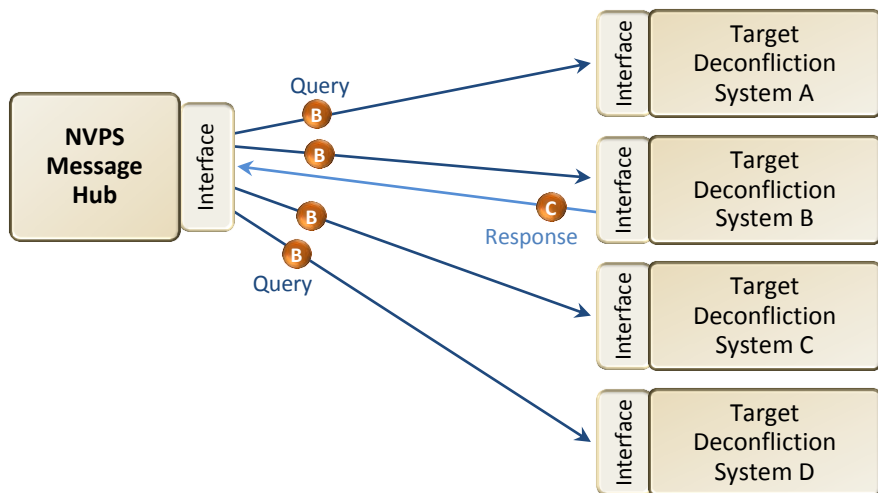 NVPS
Message
Hub
Interface
Query
B
B
B
B
Query
C
Response
Interface
Target
Deconfliction
System A
Interface
Target
Deconfliction
System B
Interface
Target
Deconfliction
System C
Interface
Target
Deconfliction
System D